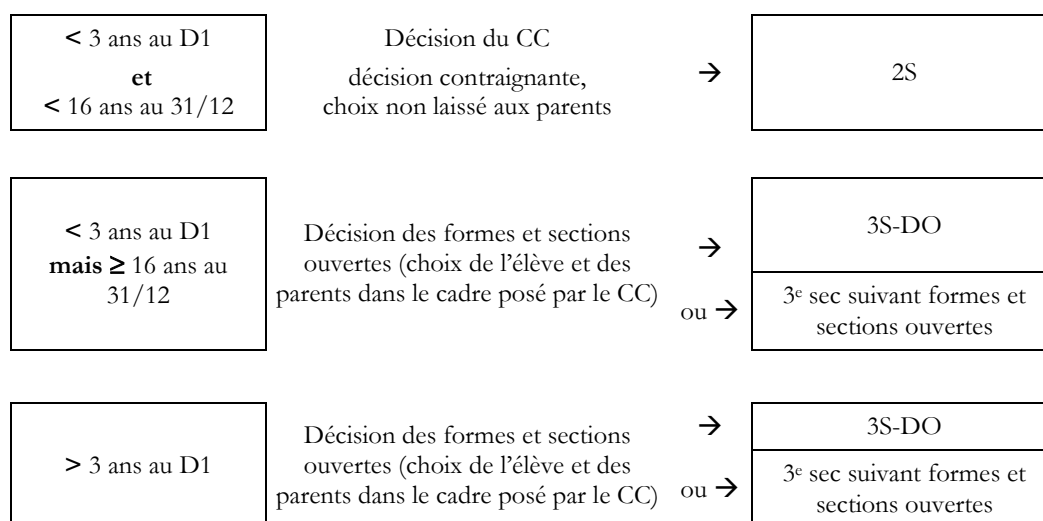 < 3 ans au D1
et
< 16 ans au 31/12
Décision du CC
décision contraignante,
choix non laissé aux parents
→
2S
< 3 ans au D1
mais ≥ 16 ans au
31/12
Décision des formes et sections
ouvertes (choix de l'élève et des
parents dans le cadre posé par le CC)
→
ou →
3S-DO
3e sec suivant formes et
sections ouvertes
> 3 ans au D1
Décision des formes et sections
ouvertes (choix de l'élève et des
parents dans le cadre posé par le CC)
→
ou →
3S-DO
3e sec suivant formes et
sections ouvertes